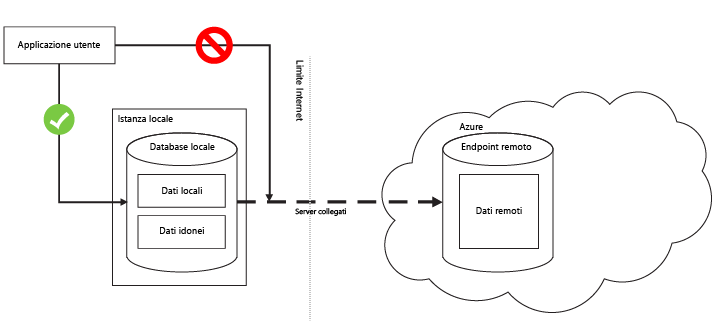 Applicazione utente
Limite Internet
Istanza locale
Database locale
Dati locali
Dati idonei
Server collegati
Azure
Endpoint remoto
Dati remoti